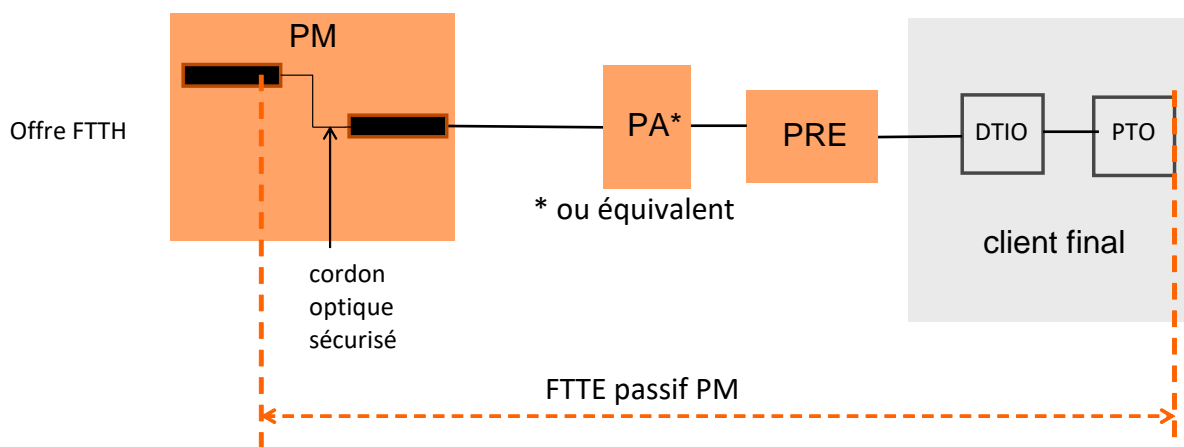 PM
Offre FTTH
PA*
PRE
DTIO
PTO
* ou équivalent
client final
cordon
optique
sécurisé
FTTE passif PM